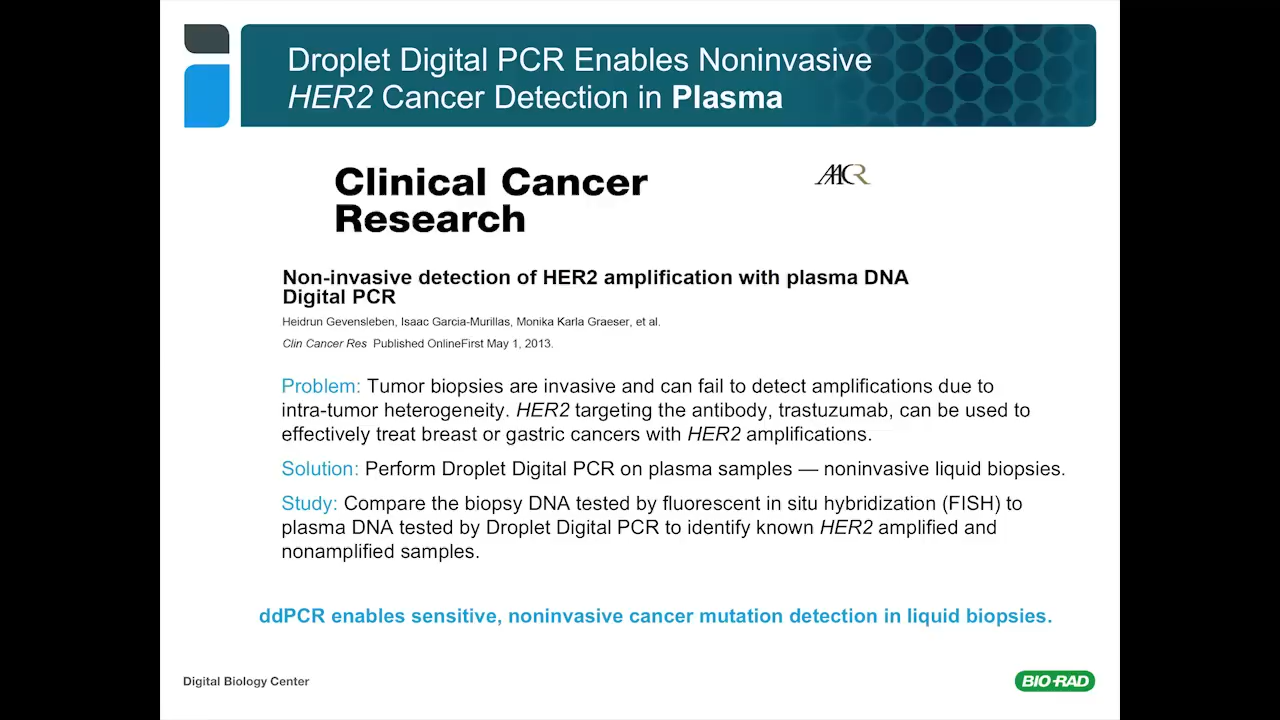 Droplet Digital PCR Enables Noninvasive
HER2 Cancer Detection in Plasma
Clinical Cancer
Research
AACR
Non-invasive detection of HER2 amplification with plasma DNA
Digital PCR
Heidrun Gevensleben, Isaac Garcia-Murillas, Monika Karla Graeser, et al.
Clin Cancer Res Published OnlineFirst May 1, 2013.
Problem: Tumor biopsies are invasive and can fail to detect amplifications due to
intra-tumor heterogeneity. HER2 targeting the antibody, trastuzumab, can be used to
effectively treat breast or gastric cancers with HER2 amplifications.
Solution: Perform Droplet Digital PCR on plasma samples — noninvasive liquid biopsies.
Study: Compare the biopsy DNA tested by fluorescent in situ hybridization (FISH) to
plasma DNA tested by Droplet Digital PCR to identify known HER2 amplified and
nonamplified samples.
ddPCR enables sensitive, noninvasive cancer mutation detection in liquid biopsies.
Digital Biology Center
BIO-RAD